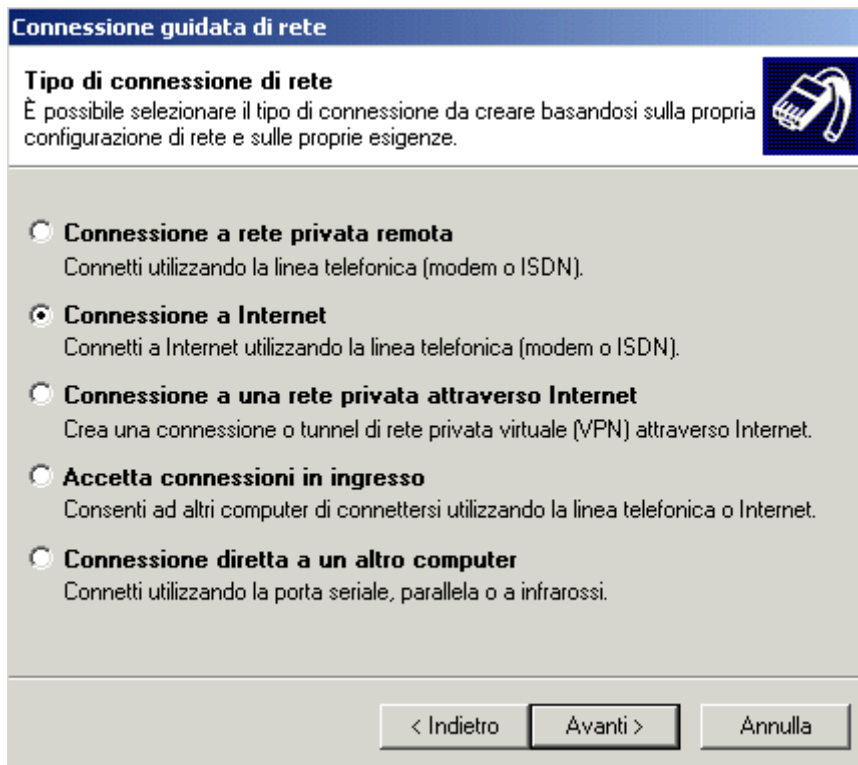 Connessione guidata di rete
Tipo di connessione di rete
È possibile selezionare il tipo di connessione da creare basandosi sulla propria
configurazione di rete e sulle proprie esigenze.
Connessione a rete privata remota
Connetti utilizzando la linea telefonica (modem o ISDN).
Connessione a Internet
Connetti a Internet utilizzando la linea telefonica (modem o ISDN).
Connessione a una rete privata attraverso Internet
Crea una connessione o tunnel di rete privata virtuale (VPN) attraverso Internet.
Accetta connessioni in ingresso
Consenti ad altri computer di connettersi utilizzando la linea telefonica o Internet.
Connessione diretta a un altro computer
Connetti utilizzando la porta seriale, parallela o a infrarossi.
< Indietro Avanti > Annulla